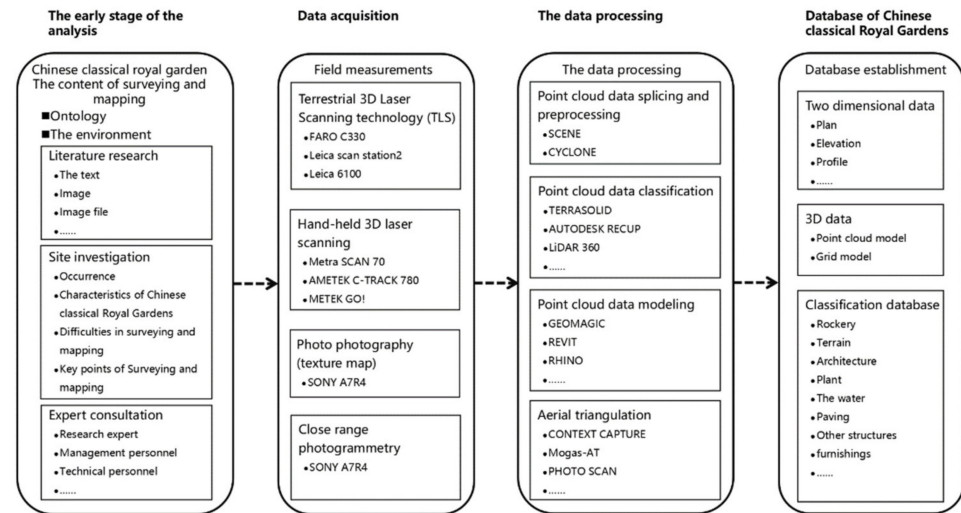 The early stage of the
analysis
Chinese classical royal garden
The content of surveying and
mapping
■Ontology
■The environment
Literature research
•The text
•Image
•Image file
•......
Site investigation
•Occurrence
•Characteristics of Chinese
classical Royal Gardens
•Difficulties in surveying and
mapping
•Key points of Surveying and
mapping
Expert consultation
•Research expert
•Management personnel
•Technical personnel
•......
Data acquisition
Field measurements
Terrestrial 3D Laser
Scanning technology (TLS)
•FARO C330
•Leica scan station2
•Leica 6100
Hand-held 3D laser
scanning
•Metra SCAN 70
•AMETEK C-TRACK 780
•METEK GO!
Photo photography
(texture map)
•SONY A7R4
Close range
photogrammetry
•SONY A7R4
The data processing
The data processing
Point cloud data splicing and
preprocessing
•SCENE
•CYCLONE
Point cloud data classification
•TERRASOLID
•AUTODESK RECUP
•LiDAR 360
•......
Point cloud data modeling
•GEOMAGIC
•REVIT
•RHINO
•......
Aerial triangulation
•CONTEXT CAPTURE
•Mogas-AT
•PHOTO SCAN
•......
Database of Chinese
classical Royal Gardens
Database establishment
Two dimensional data
•Plan
•Elevation
•Profile
•......
3D data
•Point cloud model
•Grid model
Classification database
•Rockery
•Terrain
•Architecture
•Plant
•The water
•Paving
•Other structures
•furnishings
•......